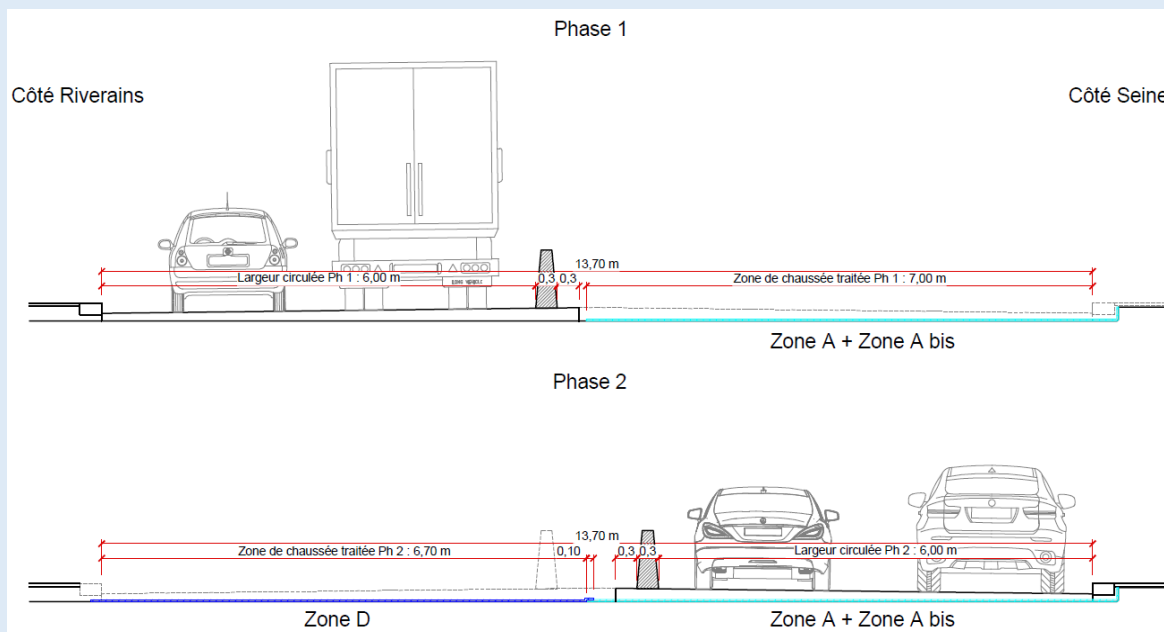 Phase 1
Côté Riverains
Côté Seine
13,70 m
Largeur circulée Ph 1 : 6,00 m
0,3
0,3
Zone de chaussée traitée Ph 1 : 7,00 m
Zone A + Zone A bis
Phase 2
13,70 m
Zone de chaussée traitée Ph 2 : 6,70 m
0,10
0,3
0,3
Largeur circulée Ph 2 : 6,00 m
Zone D
Zone A + Zone A bis